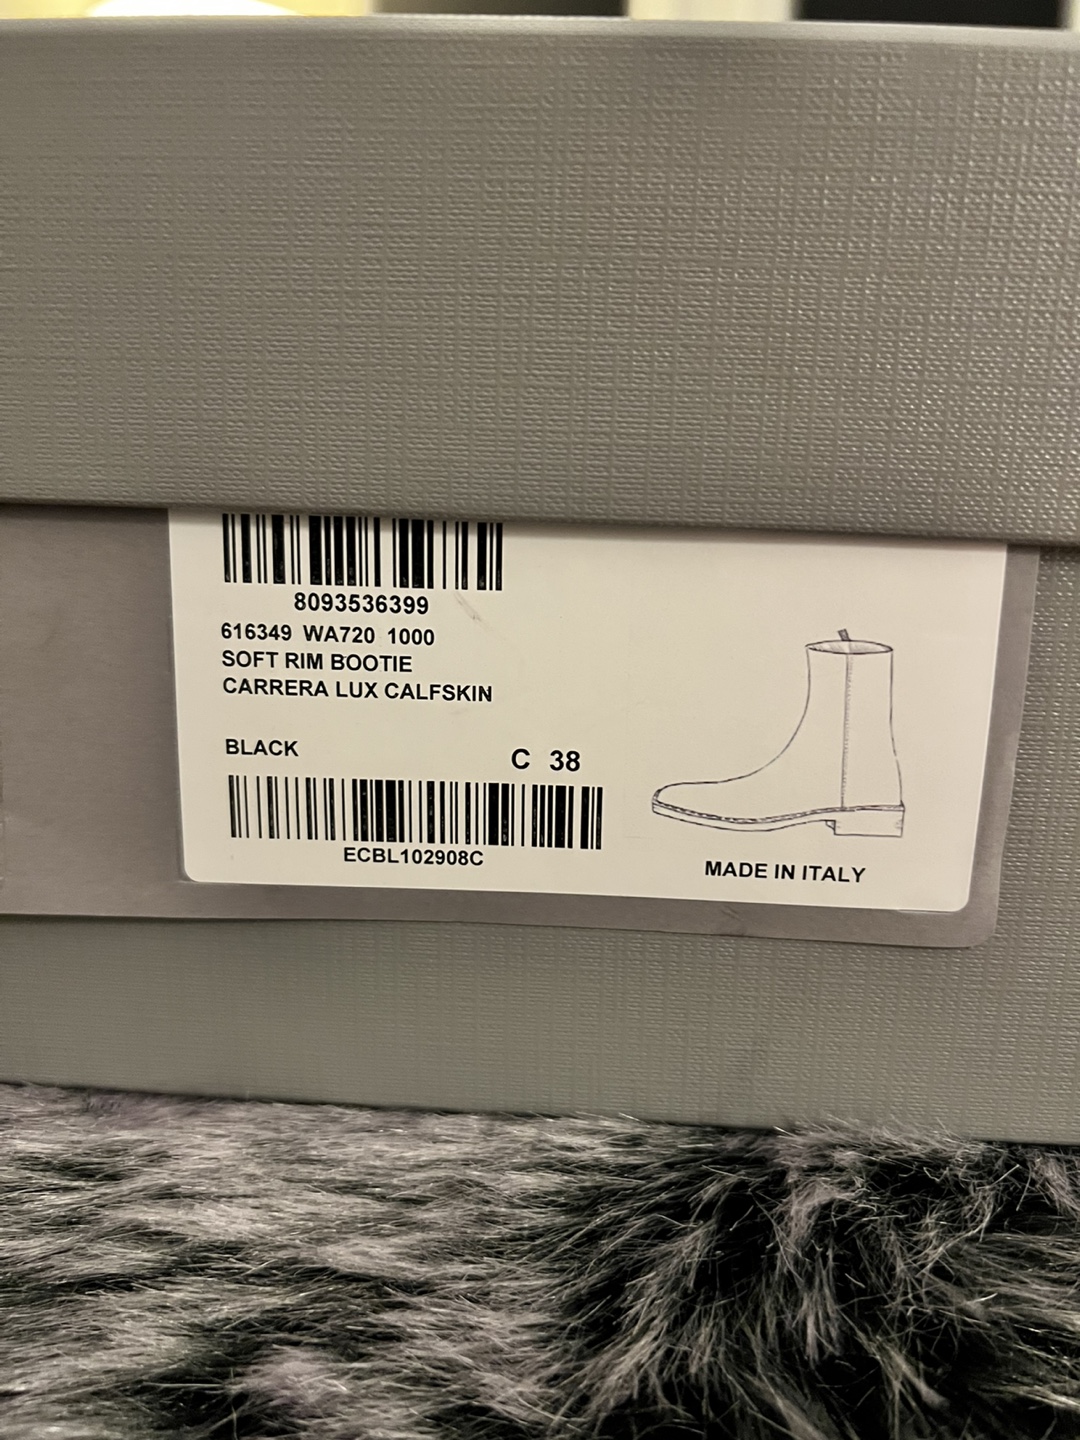 8093536399
616349 WA720 1000
SOFT RIM BOOTIE
CARRERA LUX CALFSKIN
BLACK C 38
ECBL102908C
MADE IN ITALY